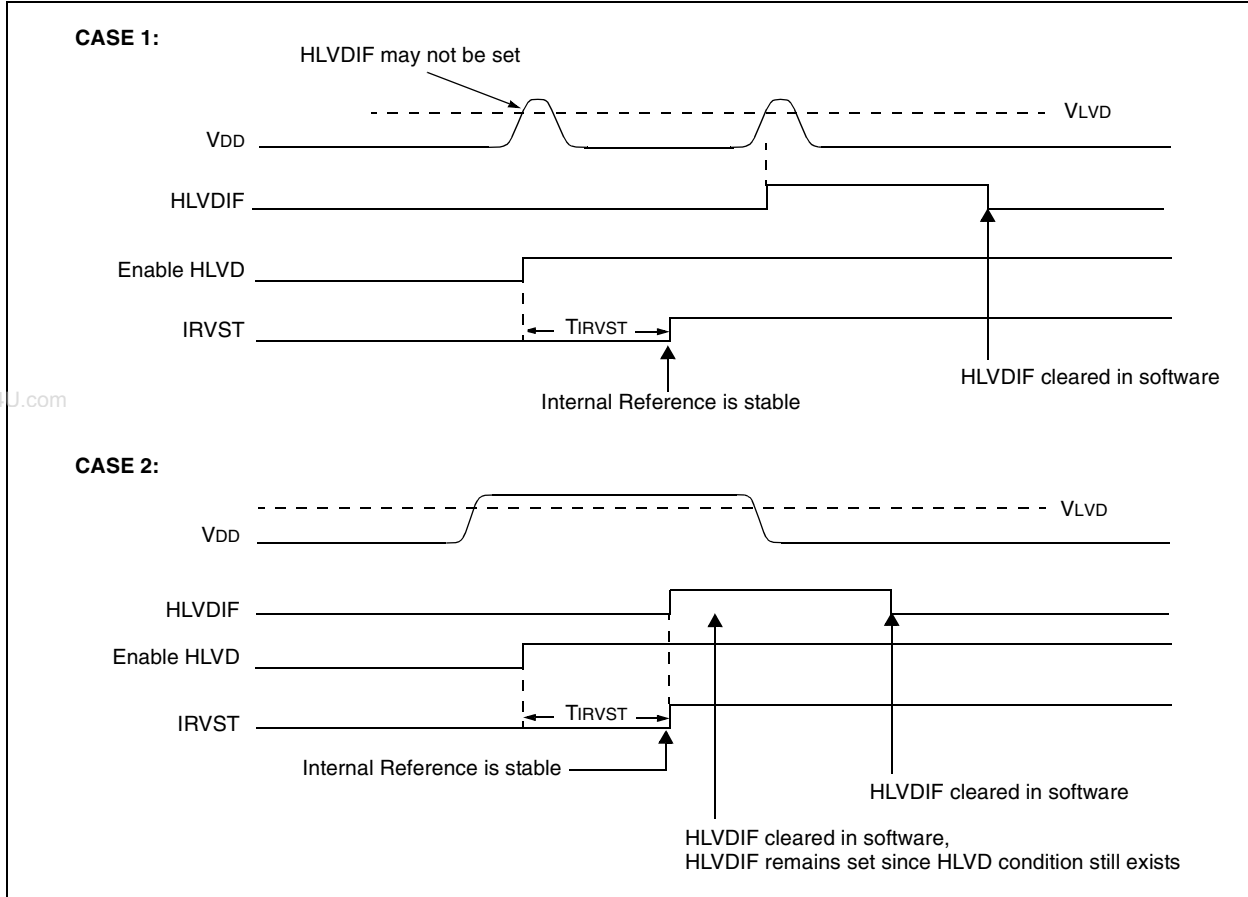 CASE 1:
HLVDIF may not be set
VLVD
VDD
HLVDIF
Enable HLVD
IRVST
TIRVST
HLVDIF cleared in software
Internal Reference is stable
4U.com
CASE 2:
VLVD
VDD
HLVDIF
Enable HLVD
TIRVST
IRVST
Internal Reference is stable
HLVDIF cleared in software
HLVDIF cleared in software,
HLVDIF remains set since HLVD condition still exists